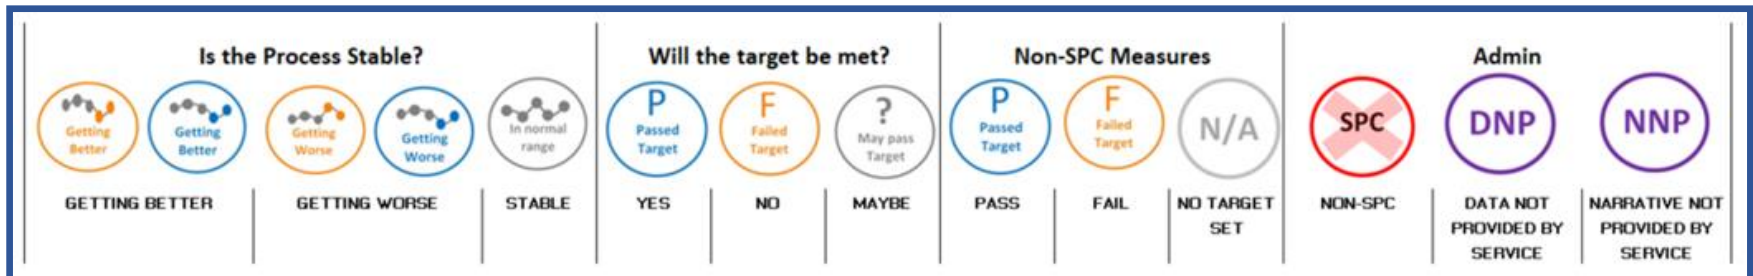 Is the Process Stable?
Will the target be met?
Non-SPC Measures
Admin
Getting
Better
Getting
Better
Getting
Worse
Getting
Worse
In normal
range
P
Passed
Target
F
Failed
Target
?
May pass
Target
P
Passed
Target
F
Failed
Target
N/A
SPC
DNP
NNP
GETTING BETTER
GETTING WORSE
STABLE
YES
NO
MAYBE
PASS
FAIL
NO TARGET
SET
NON-SPC
DATA NOT
PROVIDED BY
SERVICE
NARRATIVE NOT
PROVIDED BY
SERVICE